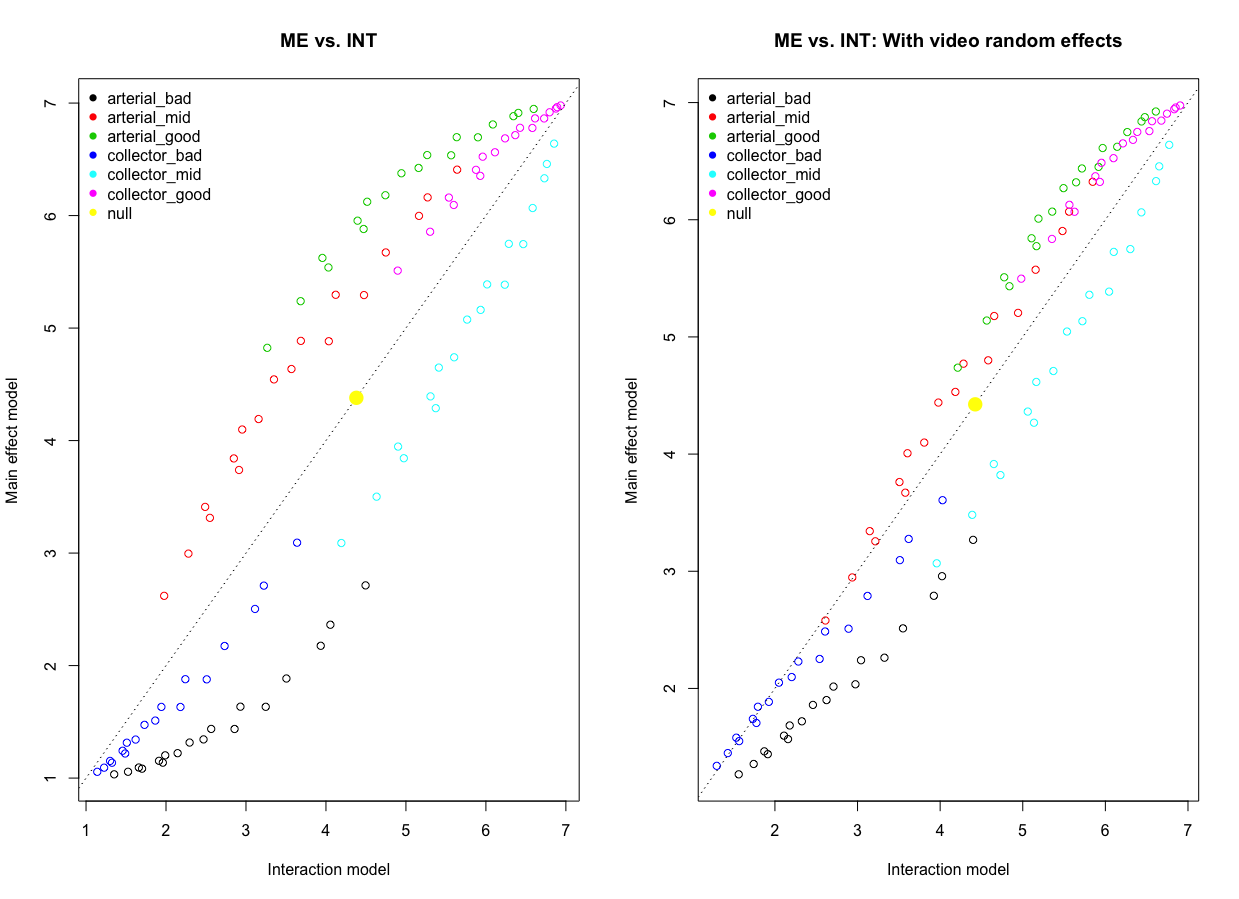 ME vs. INT
arterial_bad
arterial_mid
arterial_good
collector_bad
collector_mid
collector_good
null
7
6
5
4
3
2
1
Main effect model
1 2 3 4 5 6 7
Interaction model
ME vs. INT: With video random effects
arterial_bad
arterial_mid
arterial_good
collector_bad
collector_mid
collector_good
null
7
6
5
4
3
2
Main effect model
2 3 4 5 6 7
Interaction model